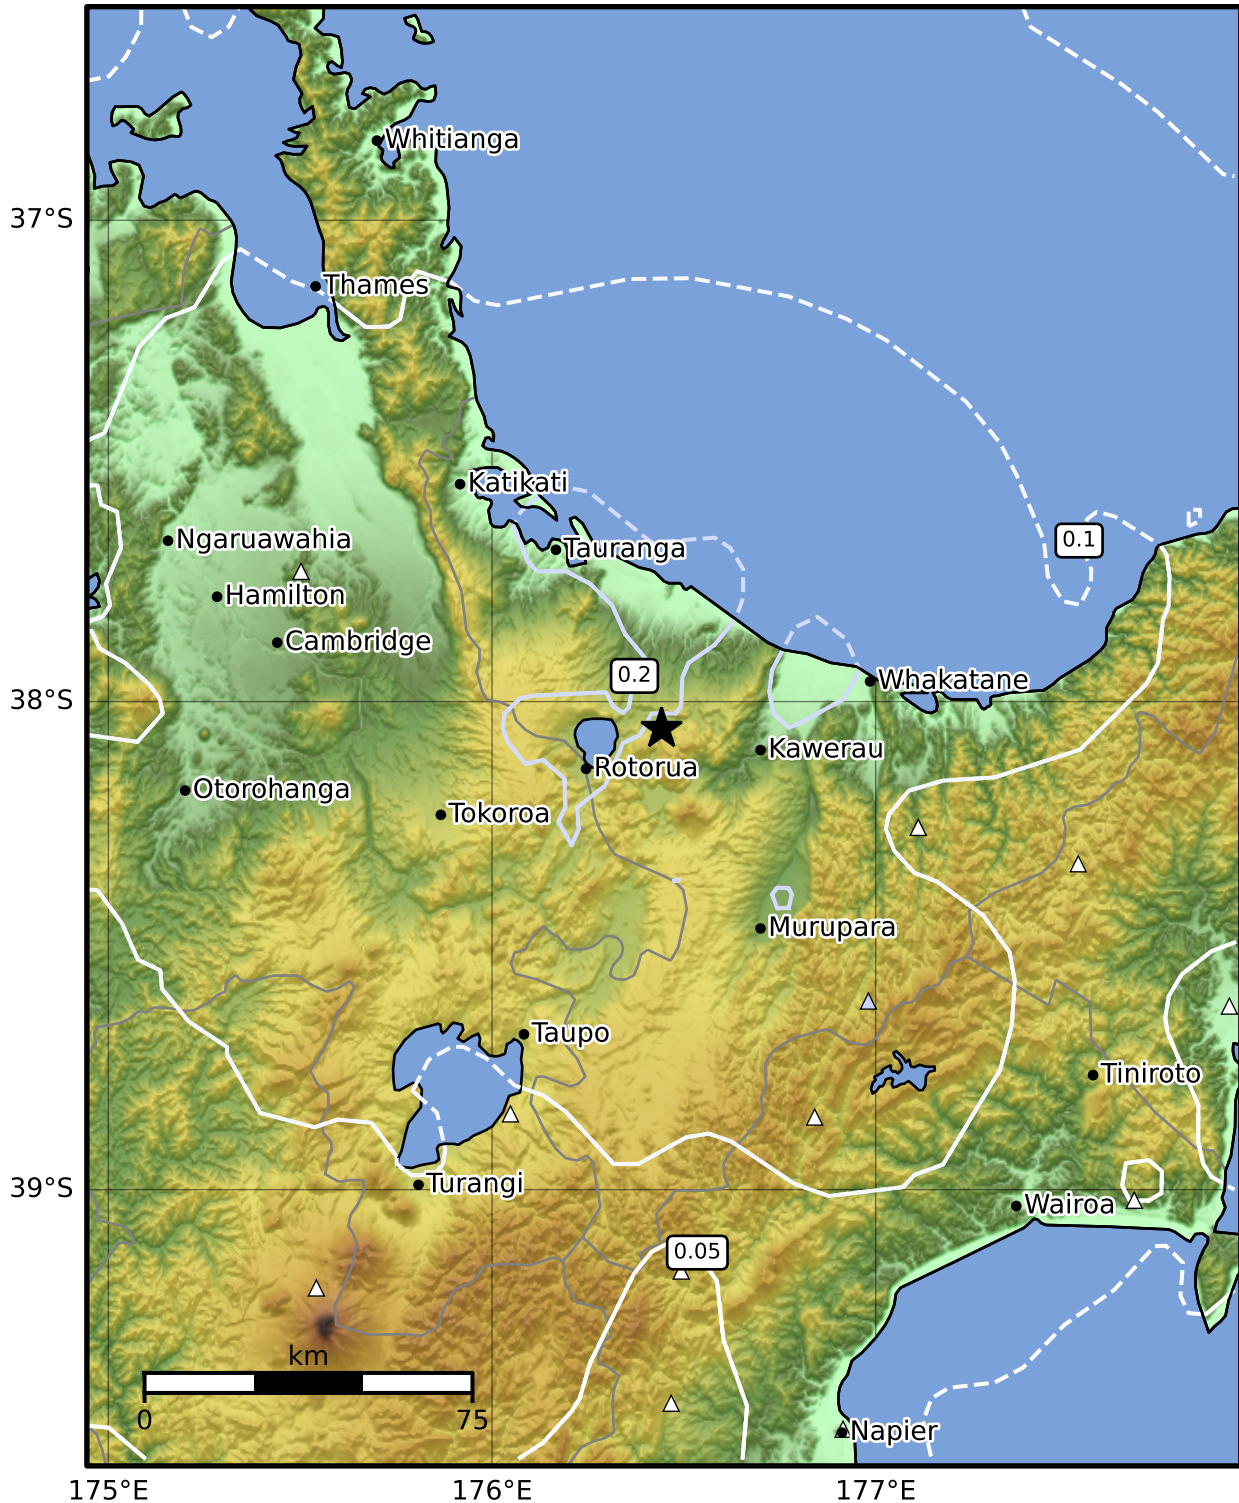 Whitianga
37°S
Thames
Katikati
Ngaruawahia
Tauranga
0.1
Hamilton
Cambridge
0.2
Whakatane
38°S
Kawerau
Rotorua
Otorohanga
Tokoroa
Murupara
Taupo
Tiniroto
39°S
Turangi
Wairoa
0.05
km
0
75
Napier
175°E
176°E
177°E